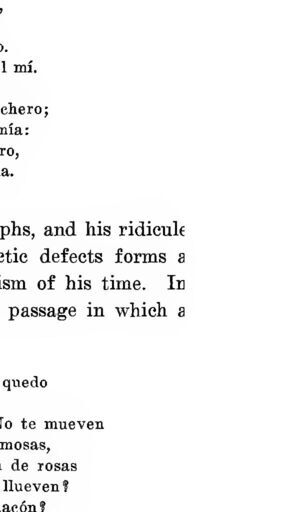 o.
l mí.
chero;
nía:
ro,
a.
phs, and his ridicule
etic defects forms a
ism of his time. In
passage in which a
quedo
No te mueven
mosas,
de rosas
llueven?
lacón?